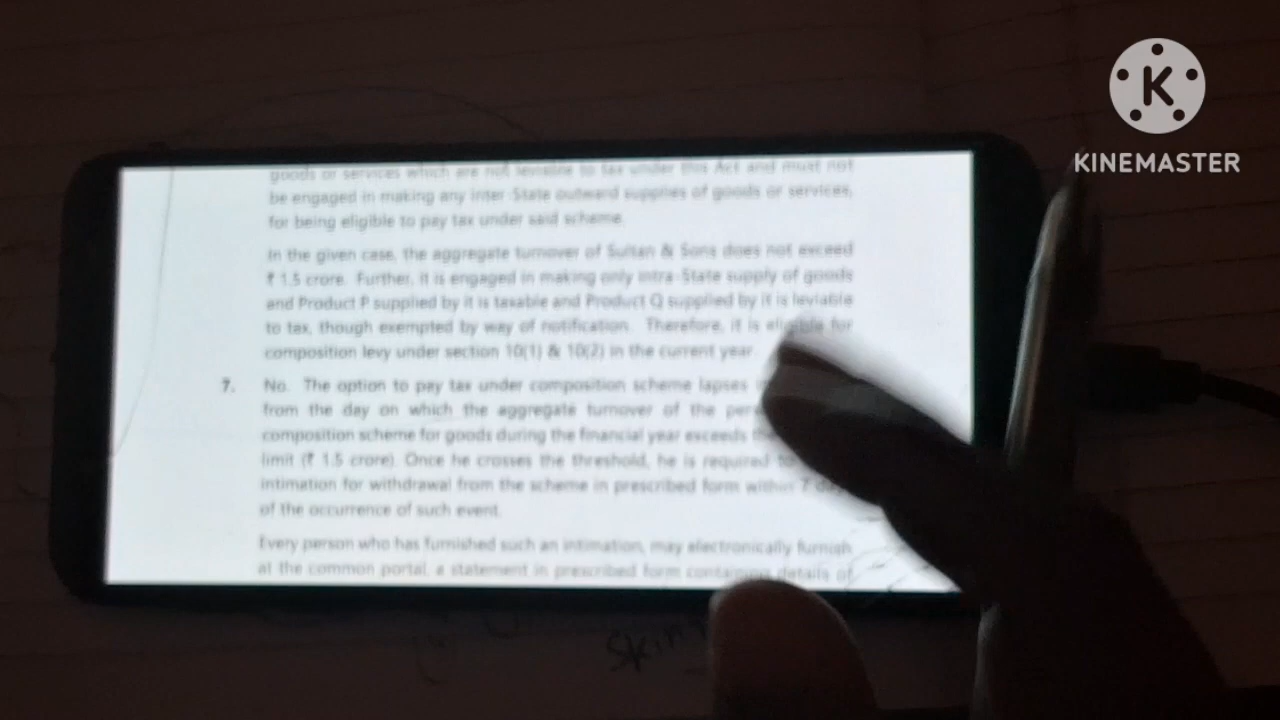 KINEMASTER
goods or services which are not leviable to tax under this Act and must not
be engaged in making any inter-State outward supplies of goods or services,
for being eligible to pay tax under said scheme.
In the given case, the aggregate turnover of Sultan & Sons does not exceed
₹ 1.5 crore. Further, it is engaged in making only intra-State supply of goods
and Product P supplied by it is taxable and Product Q supplied by it is leviable
to tax, though exempted by way of notification. Therefore, it is eligible for
composition levy under section 10(1) & 10(2) in the current year
7. No. The option to pay tax under composition scheme lapses
from the day on which the aggregate turnover of the
composition scheme for goods during the financial year exceeds
limit (₹ 1.5 crore). Once he crosses the threshold, he is required
intimation for withdrawal from the scheme in prescribed form within 7
of the occurrence of such event.
Every person who has furnished such an intimation, may electronically furnish
at the common portal, a statement in prescribed form containing details of